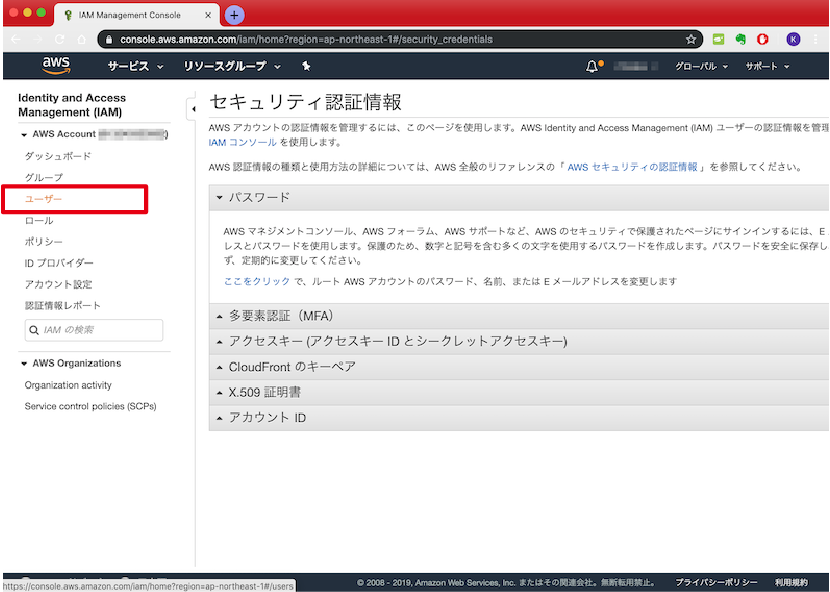 IAM Management Console
console.aws.amazon.com/iam/home?region=ap-northeast-1#/security_credentials
K
aws サービス リソースグループ グローバル サポート
Identity and Access
Management (IAM)
AWS Account
ダッシュボード
グループ
ユーザー
ロール
ポリシー
ID プロバイダー
アカウント設定
認証情報レポート
IAM の検索
AWS Organizations
Organization activity
Service control policies (SCPs)
セキュリティ認証情報
AWS アカウントの認証情報を管理するには、このページを使用します。AWS Identity and Access Management (IAM) ユーザーの認証情報を管理
IAM コンソール を使用します。
AWS 認証情報の種類と使用方法の詳細については、AWS 全般のリファレンスの「 AWS セキュリティの認証情報 」を参照してください。
パスワード
AWS マネジメントコンソール、AWS フォーラム、AWS サポートなど、AWS のセキュリティで保護されたページにサインインするには、E
レスとパスワードを使用します。保護のため、数字と記号を含む多くの文字を使用するパスワードを作成します。パスワードを安全に保存し
ず、定期的に変更してください。
ここをクリック で、ルート AWS アカウントのパスワード、名前、または E メールアドレスを変更します
多要素認証（MFA）
アクセスキー (アクセスキー ID とシークレットアクセスキー)
CloudFront のキーペア
X.509 証明書
アカウント ID
https://console.aws.amazon.com/iam/home?region=ap-northeast-1#/users
© 2008 - 2019, Amazon Web Services, Inc. またはその関連会社。無断転用禁止。 プライバシーポリシー 利用規約